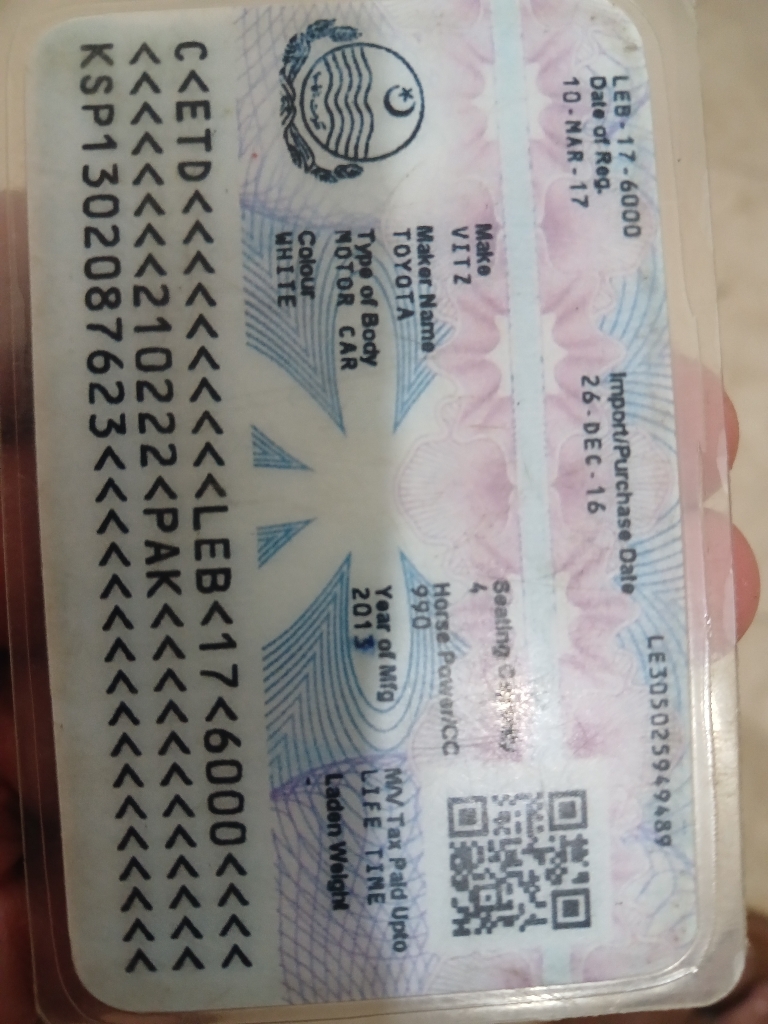 LEB-17-6000
LE305025949489
Date of Reg.
10-MAR-17
Import/Purchase Date
26-DEC-16
Make
VITZ
Seating Capacity
4
Maker Name
TOYOTA
Horse Power/CC
990
Type of Body
MOTOR CAR
Year of Mfg
2013
M/V Tax Paid Upto
LIFE TIME
Colour
WHITE
Laden Weight
-
C<ETD<<<<<<<<<<<LEB<17<6000<<<<
<<<<<<<<210222<PAK<<<<<<<<<<<<<
KSP1302087623<<<<<<<<<<<<<<<<<